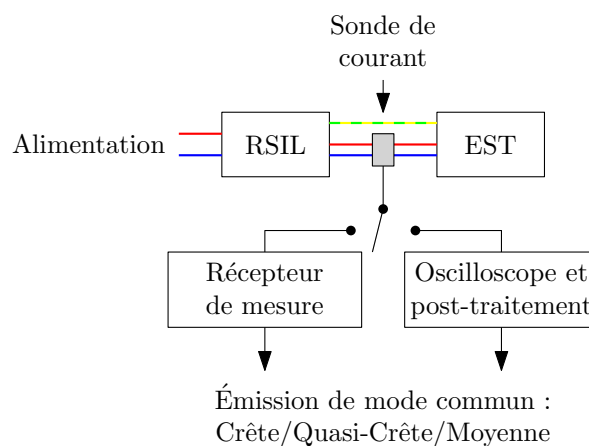 Sonde de
courant
Alimentation
RSIL
EST
Récepteur
de mesure
Oscilloscope et
post-traitement
Émission de mode commun :
Crête/Quasi-Crête/Moyenne